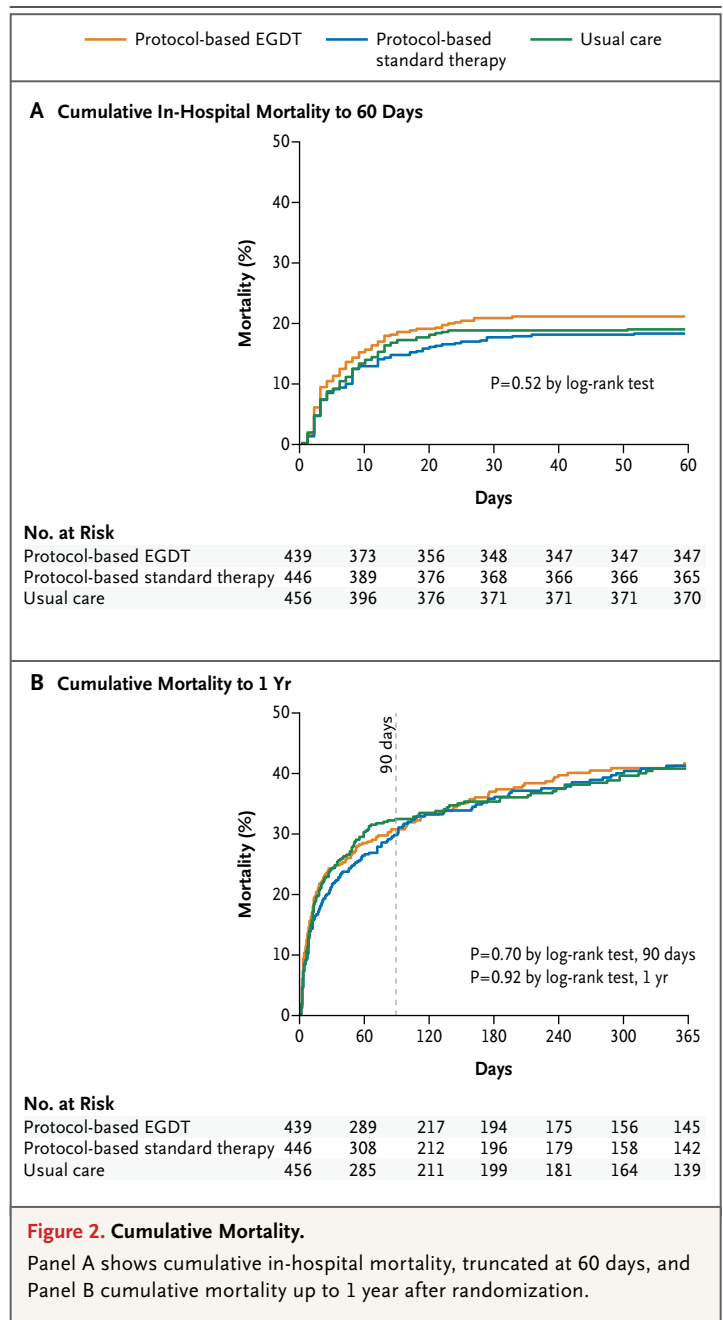 Protocol-based EGDT Protocol-based standard therapy Usual care
A Cumulative In-Hospital Mortality to 60 Days
50
40
30
20
10
0
Mortality (%)
P=0.52 by log-rank test
0 10 20 30 40 50 60
Days
No. at Risk
Protocol-based EGDT 439 373 356 348 347 347 347
Protocol-based standard therapy 446 389 376 368 366 366 365
Usual care 456 396 376 371 371 371 370
B Cumulative Mortality to 1 Yr
50
40
30
20
10
0
Mortality (%)
90 days
P=0.70 by log-rank test, 90 days
P=0.92 by log-rank test, 1 yr
0 60 120 180 240 300 365
Days
No. at Risk
Protocol-based EGDT 439 289 217 194 175 156 145
Protocol-based standard therapy 446 308 212 196 179 158 142
Usual care 456 285 211 199 181 164 139
Figure 2. Cumulative Mortality.
Panel A shows cumulative in-hospital mortality, truncated at 60 days, and
Panel B cumulative mortality up to 1 year after randomization.